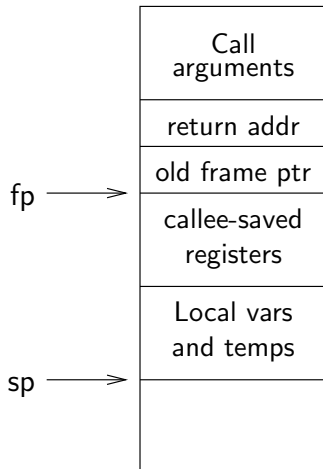 Call
arguments
return addr
old frame ptr
fp
callee-saved
registers
Local vars
and temps
sp